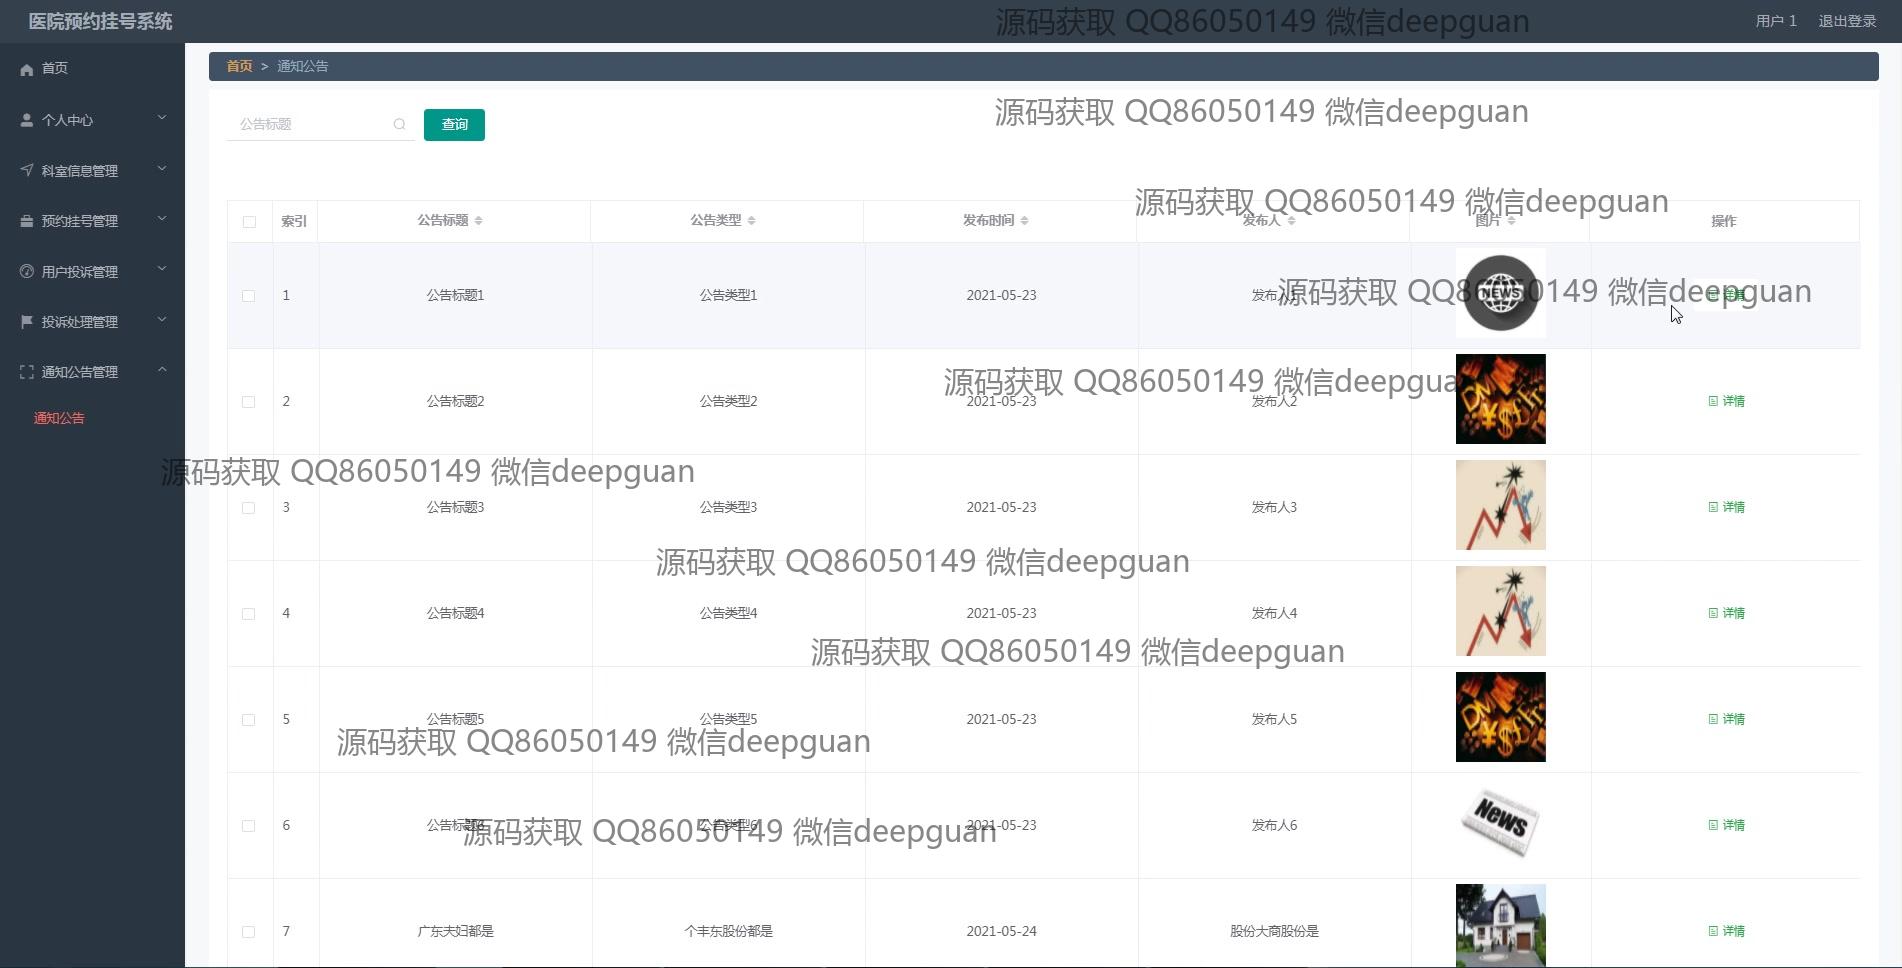 医院预约挂号系统
源码获取 QQ86050149 微信deepguan
用户 1 退出登录
首页
个人中心
科室信息管理
预约挂号管理
用户投诉管理
投诉处理管理
通知公告管理
通知公告
首页 > 通知公告
源码获取 QQ86050149 微信deepguan
公告标题 查询
源码获取 QQ86050149 微信deepguan
索引 公告标题 公告类型 发布时间 发布人 图片 操作
1 公告标题1 公告类型1 2021-05-23 发布人1 NEWS 详情
源码获取 QQ86050149 微信deepguan
源码获取 QQ86050149 微信deepgua
2 公告标题2 公告类型2 2021-05-23 发布人2 详情
源码获取 QQ86050149 微信deepguan
3 公告标题3 公告类型3 2021-05-23 发布人3 详情
源码获取 QQ86050149 微信deepguan
4 公告标题4 公告类型4 2021-05-23 发布人4 详情
源码获取 QQ86050149 微信deepguan
5 公告标题5 公告类型5 2021-05-23 发布人5 详情
源码获取 QQ86050149 微信deepguan
6 公告标题6 公告类型6 2021-05-23 发布人6 News 详情
源码获取 QQ86050149 微信deepguan
7 广东夫妇都是 个丰东股份都是 2021-05-24 股份大商股份是 详情